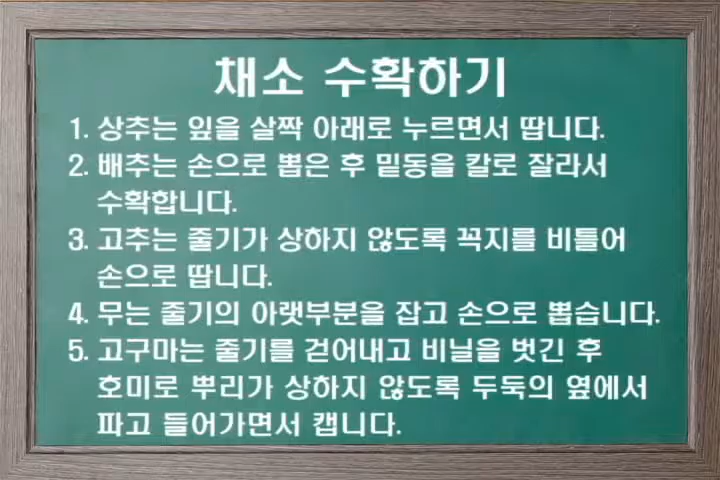 채소 수확하기
1. 상추는 잎을 살짝 아래로 누르면서 땁니다.
2. 배추는 손으로 뽑은 후 밑동을 칼로 잘라서
수확합니다.
3. 고추는 줄기가 상하지 않도록 꼭지를 비틀어
손으로 땁니다.
4. 무는 줄기의 아랫부분을 잡고 손으로 뽑습니다.
5. 고구마는 줄기를 걷어내고 비닐을 벗긴 후
호미로 뿌리가 상하지 않도록 두둑의 옆에서
파고 들어가면서 캡니다.